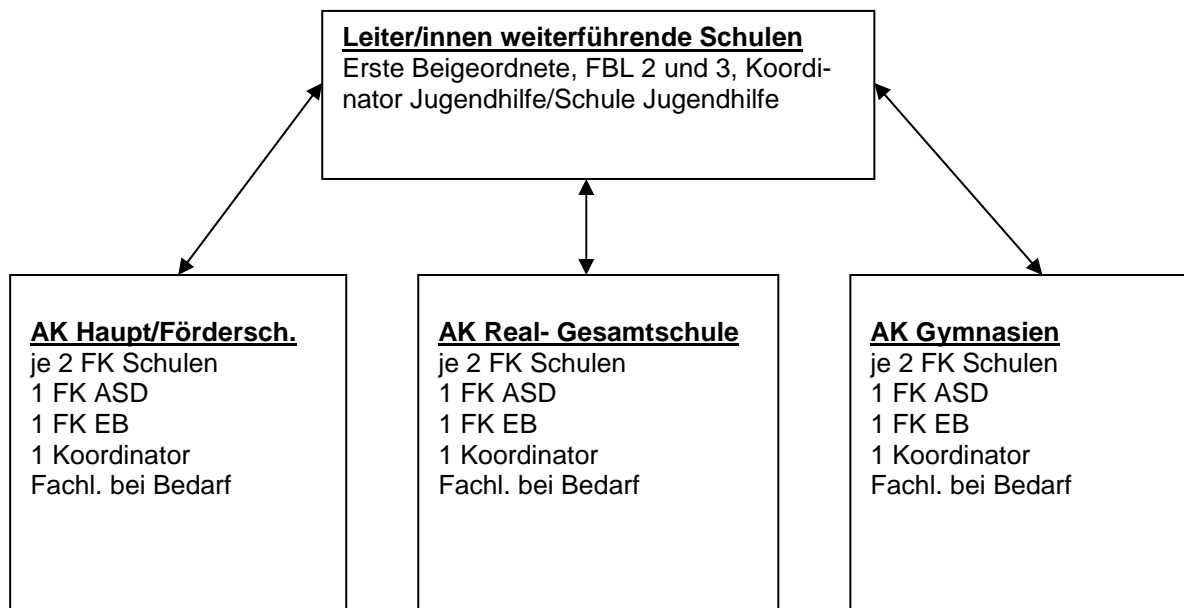 Leiter/innen weiterführende Schulen
Erste Beigeordnete, FBL 2 und 3, Koordi-
nator Jugendhilfe/Schule Jugendhilfe
AK Haupt/Fördersch.
je 2 FK Schulen
1 FK ASD
1 FK EB
1 Koordinator
Fachl. bei Bedarf
AK Real- Gesamtschule
je 2 FK Schulen
1 FK ASD
1 FK EB
1 Koordinator
Fachl. bei Bedarf
AK Gymnasien
je 2 FK Schulen
1 FK ASD
1 FK EB
1 Koordinator
Fachl. bei Bedarf